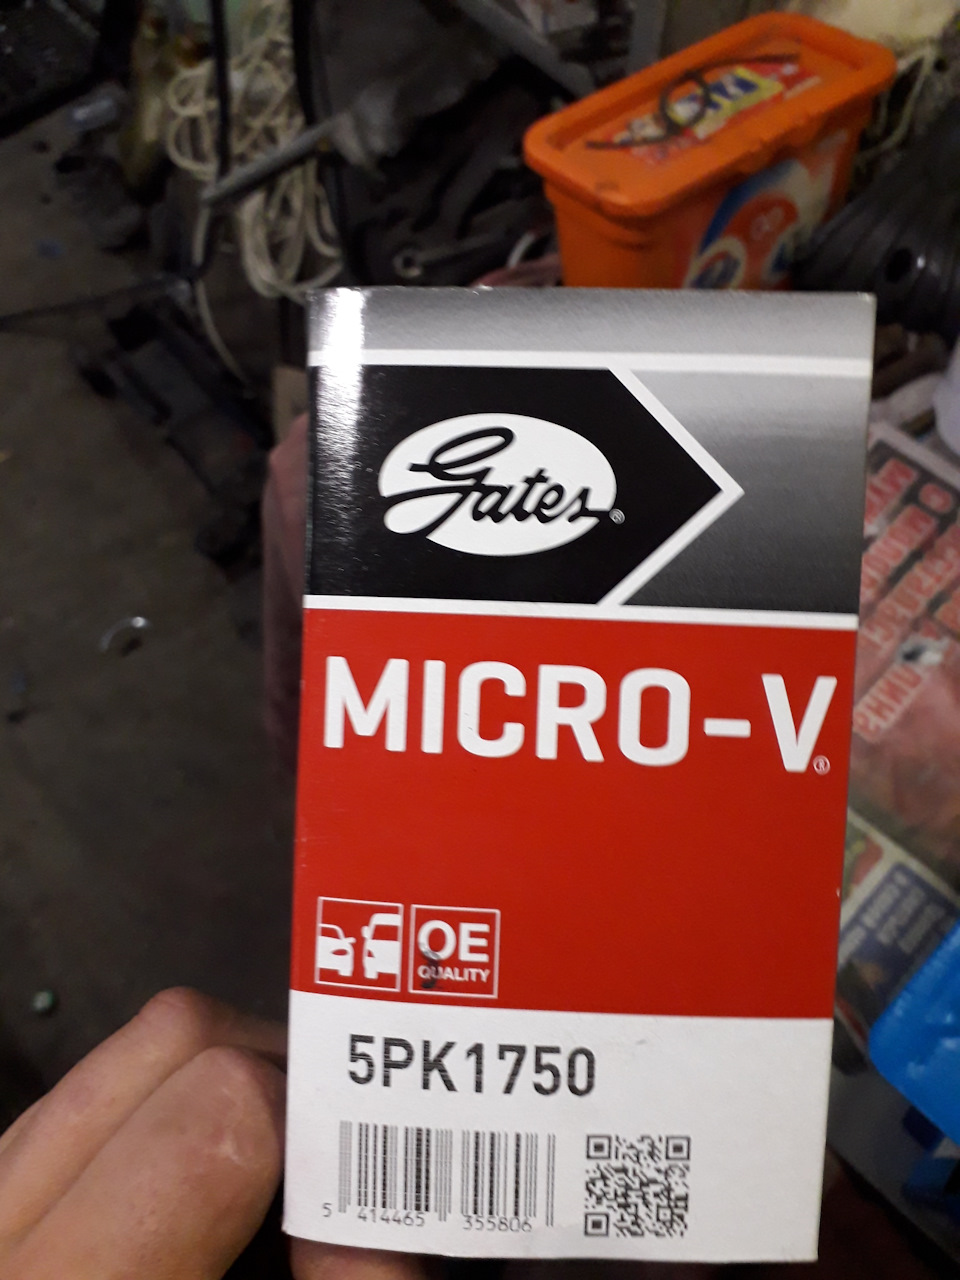 Gates®
MICRO-V®
OE
QUALITY
5PK1750
5 414465 355806